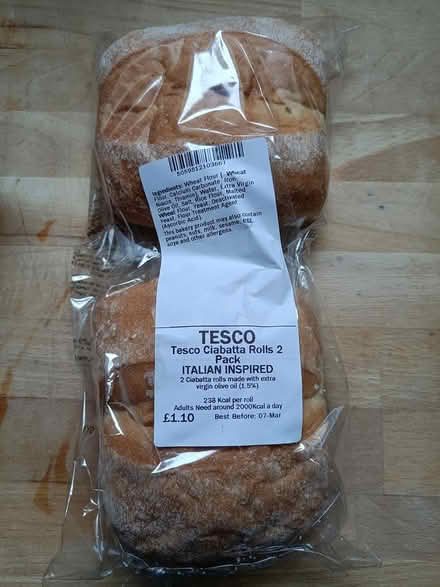 5059812103667
Ingredients: Wheat Flour [, Wheat
Flour, Calcium Carbonate, Iron,
Niacin, Thiamin], Water, Extra Virgin
Olive Oil, Salt, Rice Flour, Malted
Wheat Flour, Yeast, Deactivated
Yeast, Flour Treatment Agent
(Ascorbic Acid).
This bakery product may also contain
peanuts, nuts, milk, sesame, egg,
soya and other allergens.
TESCO
Tesco Ciabatta Rolls 2
Pack
ITALIAN INSPIRED
2 Ciabatta rolls made with extra
virgin olive oil (1.5%)
238 Kcal per roll
Adults Need around 2000Kcal a day
£1.10 Best Before: 07-Mar